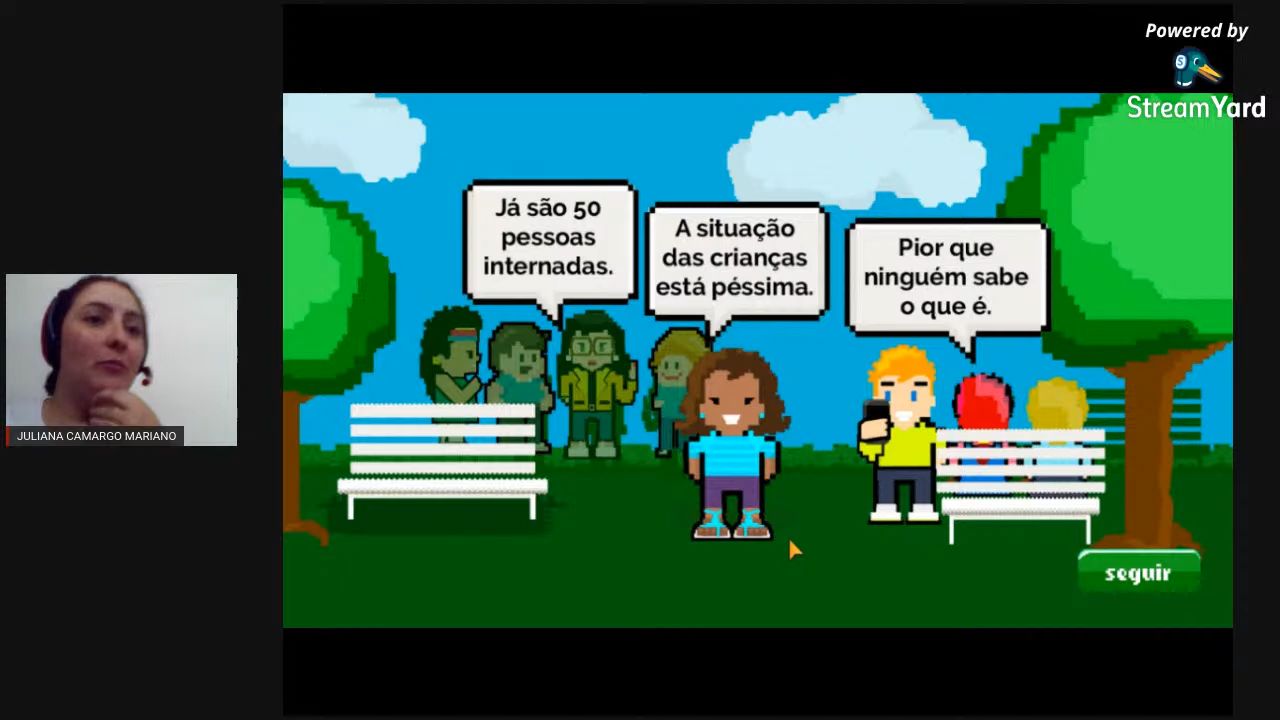 Powered by
StreamYard
Já são 50
pessoas
internadas.
A situação
das crianças
está péssima.
Pior que
ninguém sabe
o que é.
JULIANA CAMARGO MARIANO
seguir